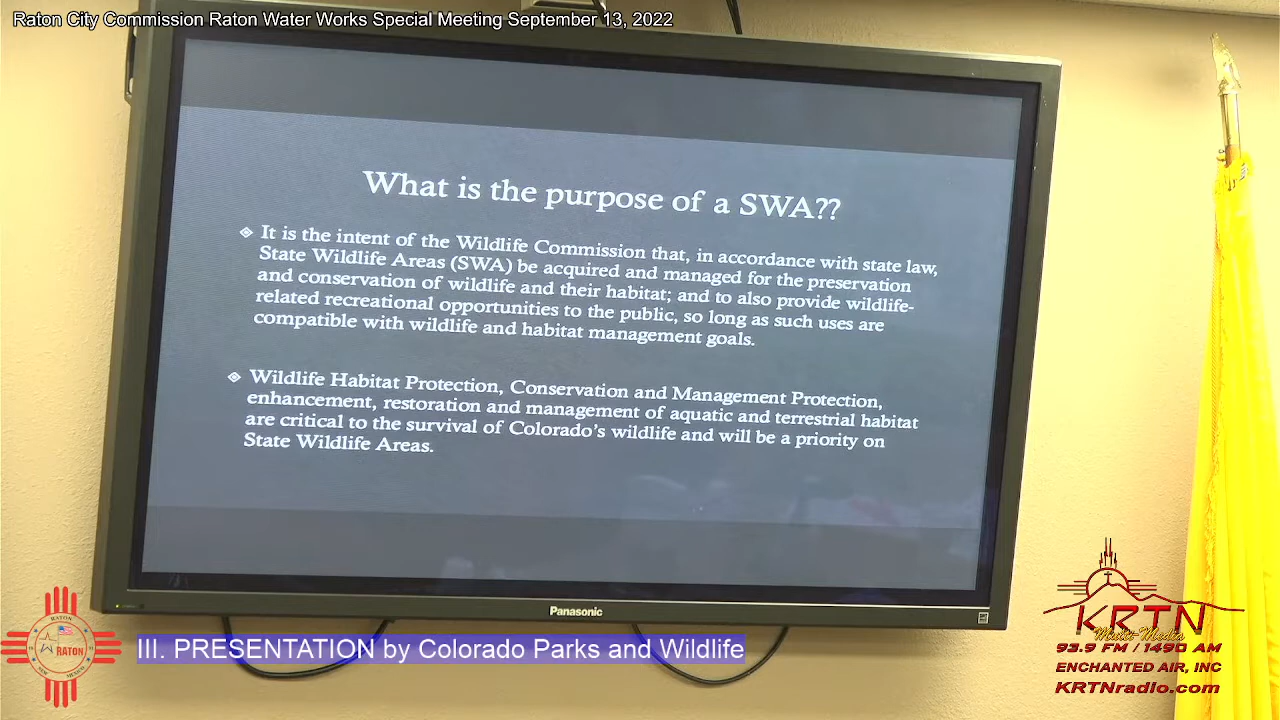 Raton City Commission Raton Water Works Special Meeting September 13, 2022
What is the purpose of a SWA??
It is the intent of the Wildlife Commission that, in accordance with state law,
State Wildlife Areas (SWA) be acquired and managed for the preservation
and conservation of wildlife and their habitat; and to also provide wildlife-
related recreational opportunities to the public, so long as such uses are
compatible with wildlife and habitat management goals.
Wildlife Habitat Protection, Conservation and Management Protection,
enhancement, restoration and management of aquatic and terrestrial habitat
are critical to the survival of Colorado's wildlife and will be a priority on
State Wildlife Areas.
Panasonic
RATON
RATON
NEW MEXICO
III. PRESENTATION by Colorado Parks and Wildlife
KRTN
Multi-Media
93.9 FM / 1490 AM
ENCHANTED AIR, INC
KRTNradio.com